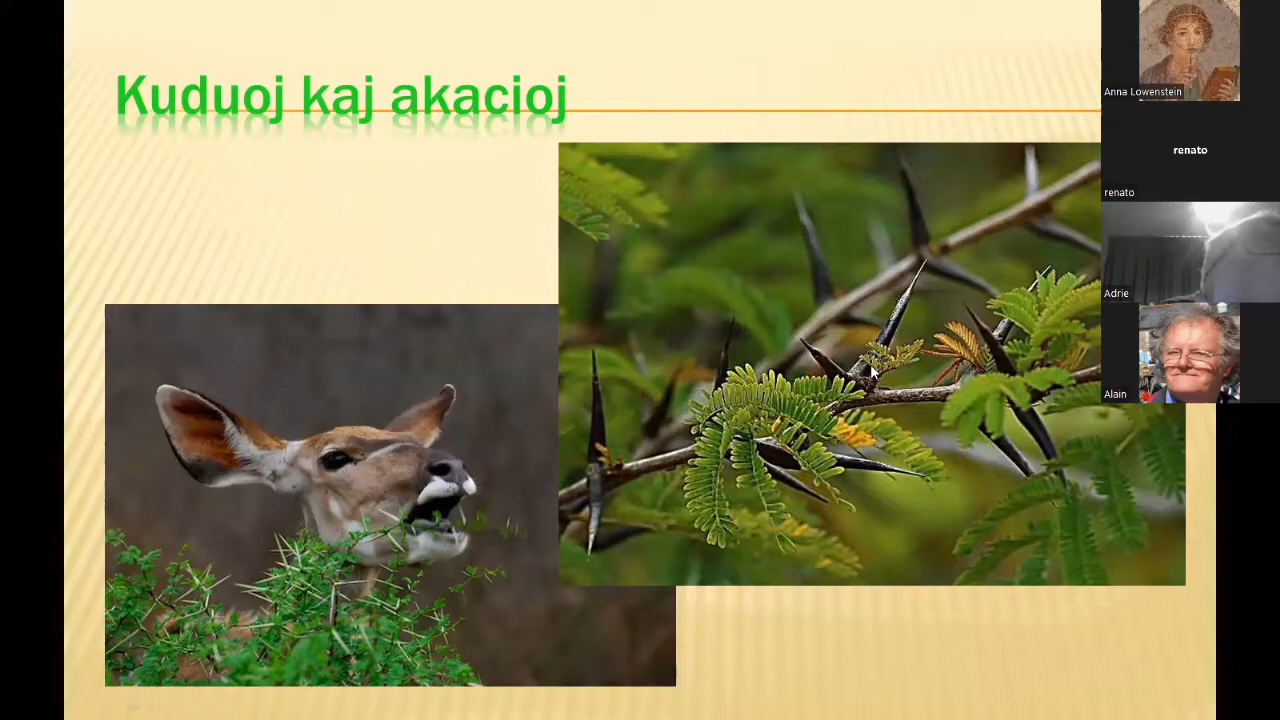 Kuduoj kaj akacioj
Anna Lowenstein
renato
renato
Adrie
Alain